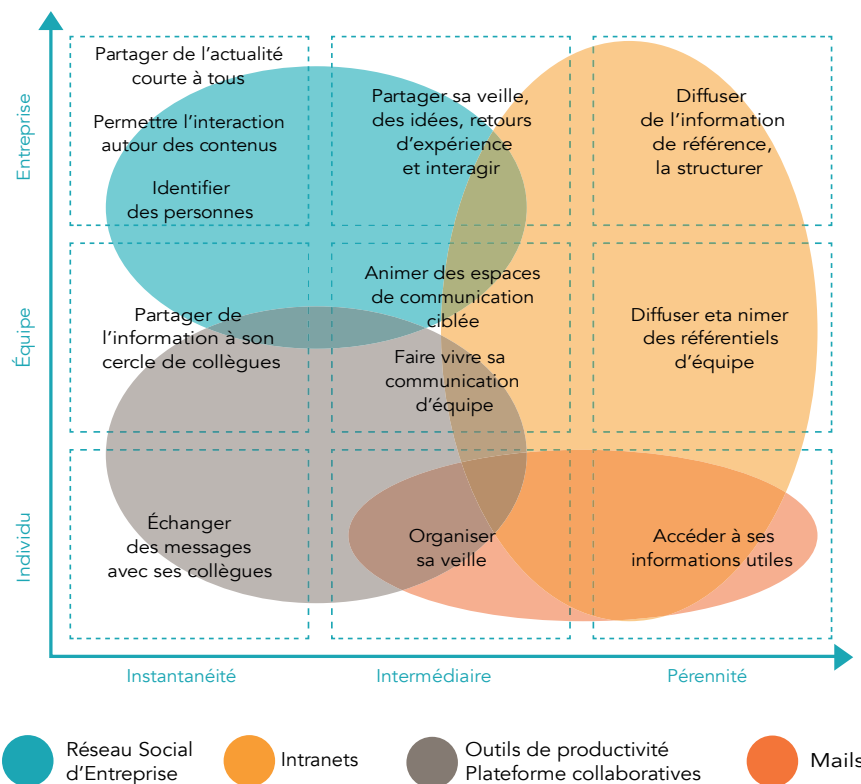 Entreprise
Partager de l’actualité
courte à tous
Permettre l’interaction
autour des contenus
Identifier
des personnes
Partager sa veille,
des idées, retours
d’expérience
et interagir
Diffuser
de l’information
de référence,
la structurer
Équipe
Partager de
l’information à son
cercle de collègues
Animer des espaces
de communication
ciblée
Faire vivre sa
communication
d’équipe
Diffuser eta nimer
des référentiels
d’équipe
Individu
Échanger
des messages
avec ses collègues
Organiser
sa veille
Accéder à ses
informations utiles
Instantanéité
Intermédiaire
Pérennité
Réseau Social
d’Entreprise
Intranets
Outils de productivité
Plateforme collaboratives
Mails